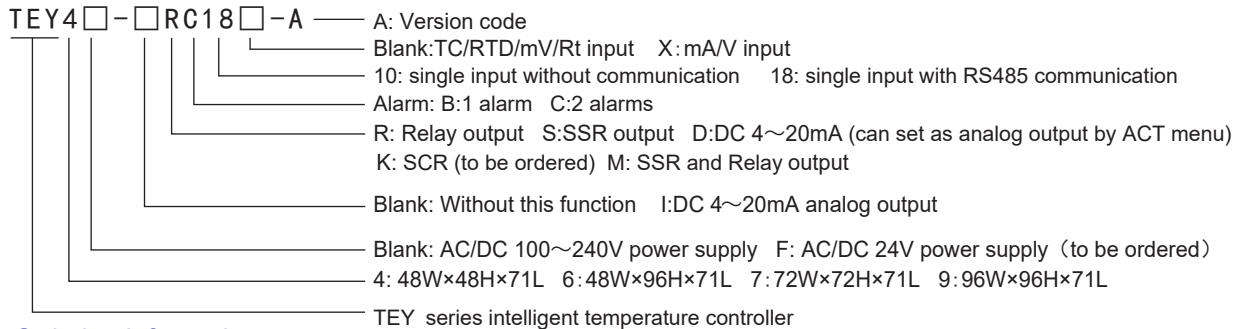 TEY4□-□RC18□-A
A: Version code
Blank:TC/RTD/mV/Rt input X:mA/V input
10: single input without communication 18: single input with RS485 communication
Alarm: B:1 alarm C:2 alarms
R: Relay output S:SSR output D:DC 4～20mA (can set as analog output by ACT menu)
K: SCR (to be ordered) M: SSR and Relay output
Blank: Without this function I:DC 4～20mA analog output
Blank: AC/DC 100～240V power supply F: AC/DC 24V power supply（to be ordered）
4: 48W×48H×71L 6:48W×96H×71L 7:72W×72H×71L 9:96W×96H×71L
TEY series intelligent temperature controller